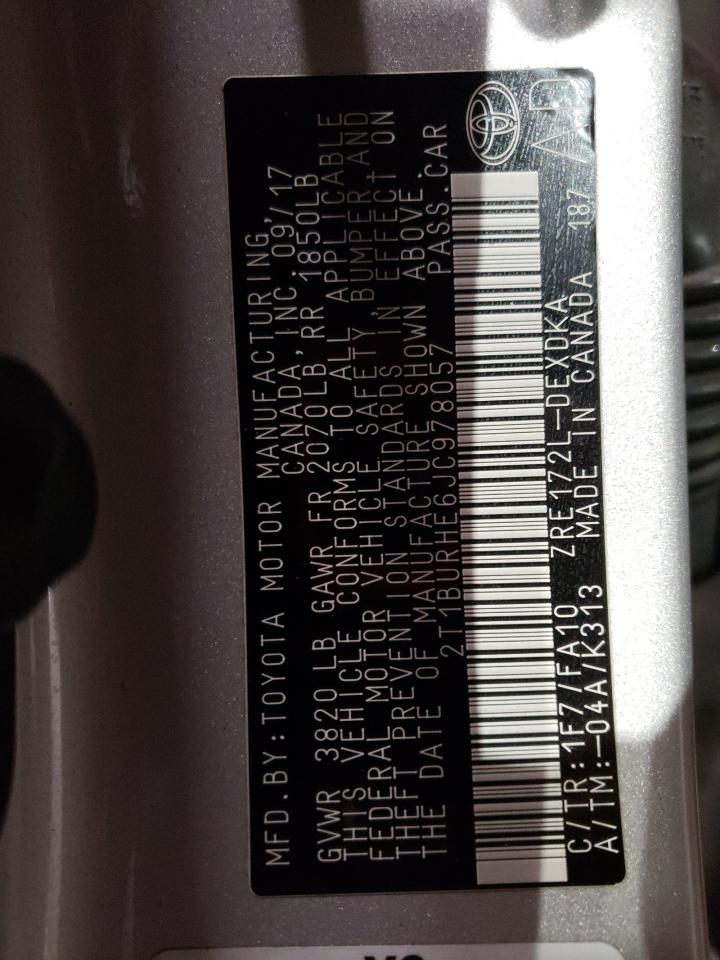 MFD.BY:TOYOTA MOTOR MANUFACTURING,
CANADA, INC. 09/17
GVWR 3820 LB GAWR FR 2070LB, RR 1850LB
THIS VEHICLE CONFORMS TO ALL APPLICABLE
FEDERAL MOTOR VEHICLE SAFETY, BUMPER,AND
THEFT PREVENTION STANDARDS IN EFFECT ON
THE DATE OF MANUFACTURE SHOWN ABOVE.
2T1BURHE6JC978057 PASS.CAR
C/TR:1F7/FA10 ZRE172L-DEXDKA
A/TM:-04A/K313 MADE IN CANADA 187